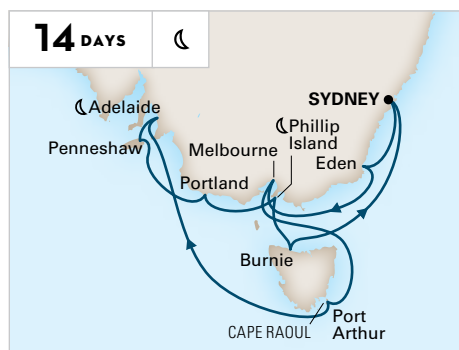 14 DAYS
SYDNEY
Adelaide
Phillip
Island
Penneshaw
Melbourne
Eden
Portland
Burnie
Port
Arthur
CAPE RAOUL